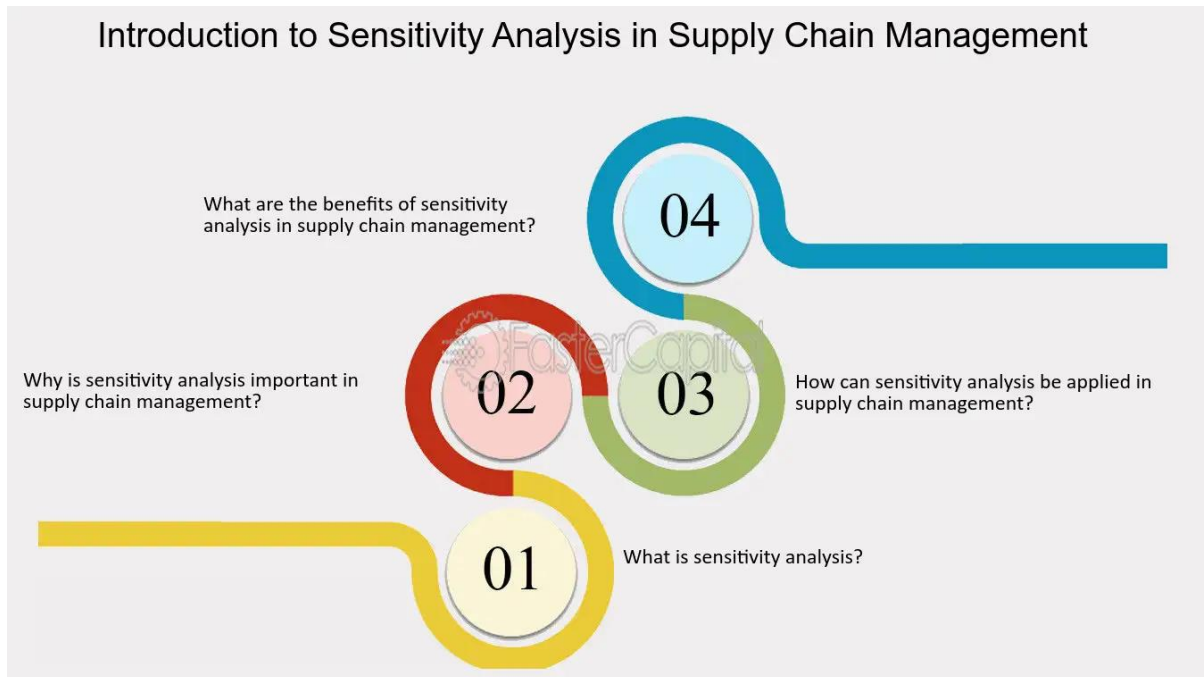 Introduction to Sensitivity Analysis in Supply Chain Management
04
What are the benefits of sensitivity
analysis in supply chain management?
FasterCapital
02
Why is sensitivity analysis important in
supply chain management?
03
How can sensitivity analysis be applied in
supply chain management?
01
What is sensitivity analysis?